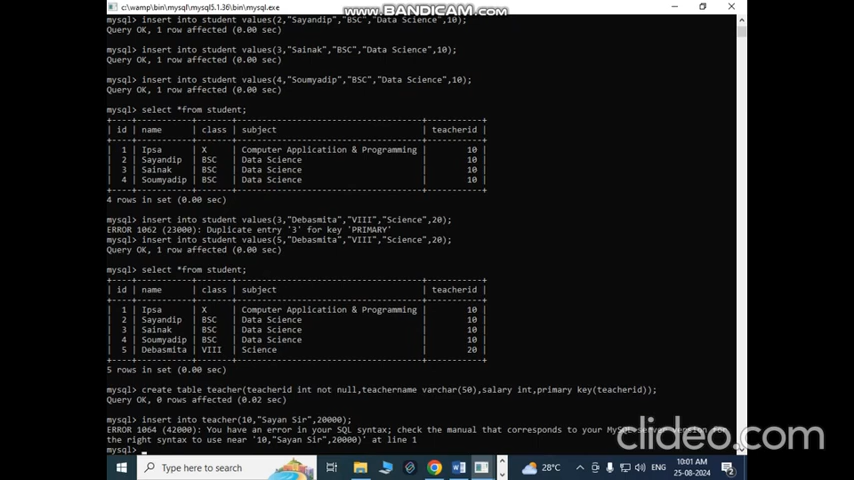 www.BANDICAM.com
c:\wamp\bin\mysql\mysql5.1.36\bin\mysql.exe
mysql> insert into student values(2,"Sayandip","BSC","Data Science",10);
Query OK, 1 row affected (0.00 sec)
mysql> insert into student values(3,"Sainak","BSC","Data Science",10);
Query OK, 1 row affected (0.00 sec)
mysql> insert into student values(4,"Soumyadip","BSC","Data Science",10);
Query OK, 1 row affected (0.00 sec)
mysql> select *from student;
| id | name | class | subject | teacherid |
| 1 | Ipsa | X | Computer Applicatiion & Programming | 10 |
| 2 | Sayandip | BSC | Data Science | 10 |
| 3 | Sainak | BSC | Data Science | 10 |
| 4 | Soumyadip | BSC | Data Science | 10 |
4 rows in set (0.00 sec)
mysql> insert into student values(3,"Debasmita","VIII","Science",20);
ERROR 1062 (23000): Duplicate entry '3' for key 'PRIMARY'
mysql> insert into student values(5,"Debasmita","VIII","Science",20);
Query OK, 1 row affected (0.00 sec)
mysql> select *from student;
| id | name | class | subject | teacherid |
| 1 | Ipsa | X | Computer Applicatiion & Programming | 10 |
| 2 | Sayandip | BSC | Data Science | 10 |
| 3 | Sainak | BSC | Data Science | 10 |
| 4 | Soumyadip | BSC | Data Science | 10 |
| 5 | Debasmita | VIII | Science | 20 |
5 rows in set (0.00 sec)
mysql> create table teacher(teacherid int not null,teachername varchar(50),salary int,primary key(teacherid));
Query OK, 0 rows affected (0.02 sec)
mysql> insert into teacher(10,"Sayan Sir",20000);
ERROR 1064 (42000): You have an error in your SQL syntax; check the manual that corresponds to your MySQL server version for
the right syntax to use near '10,"Sayan Sir",20000)' at line 1
mysql>
clideo.com
Type here to search
28°C
ENG
10:01 AM
25-08-2024
2